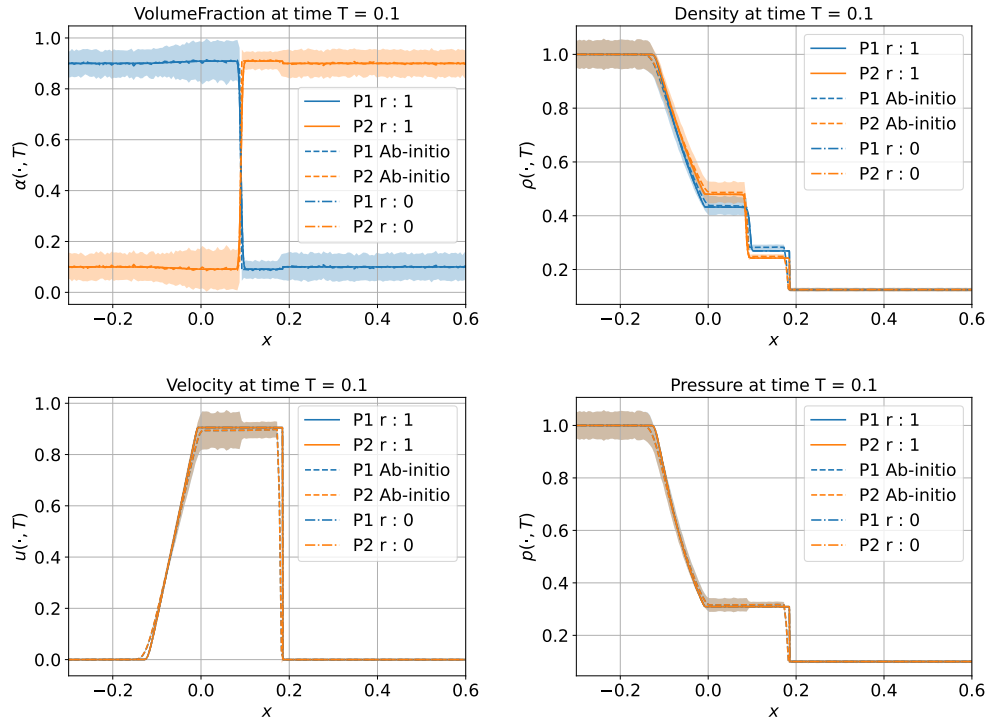 VolumeFraction at time T = 0.1
α(·, T)
1.0
0.8
0.6
0.4
0.2
0.0
P1 r : 1
P2 r : 1
P1 Ab-initio
P2 Ab-initio
P1 r : 0
P2 r : 0
−0.2 0.0 0.2 0.4 0.6
x
Density at time T = 0.1
ρ(·, T)
1.0
0.8
0.6
0.4
0.2
P1 r : 1
P2 r : 1
P1 Ab-initio
P2 Ab-initio
P1 r : 0
P2 r : 0
−0.2 0.0 0.2 0.4 0.6
x
Velocity at time T = 0.1
u(·, T)
1.0
0.8
0.6
0.4
0.2
0.0
P1 r : 1
P2 r : 1
P1 Ab-initio
P2 Ab-initio
P1 r : 0
P2 r : 0
−0.2 0.0 0.2 0.4 0.6
x
Pressure at time T = 0.1
p(·, T)
1.0
0.8
0.6
0.4
0.2
P1 r : 1
P2 r : 1
P1 Ab-initio
P2 Ab-initio
P1 r : 0
P2 r : 0
−0.2 0.0 0.2 0.4 0.6
x